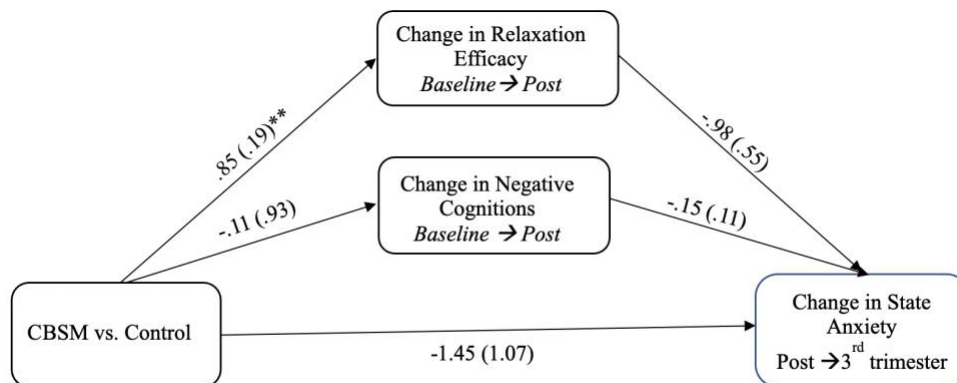 Change in Relaxation
Efficacy
Baseline → Post
.85 (.19)**
-.98 (.55)
Change in Negative
Cognitions
Baseline → Post
-.11 (.93)
-.15 (.11)
CBSM vs. Control
-1.45 (1.07)
Change in State
Anxiety
Post → 3rd trimester